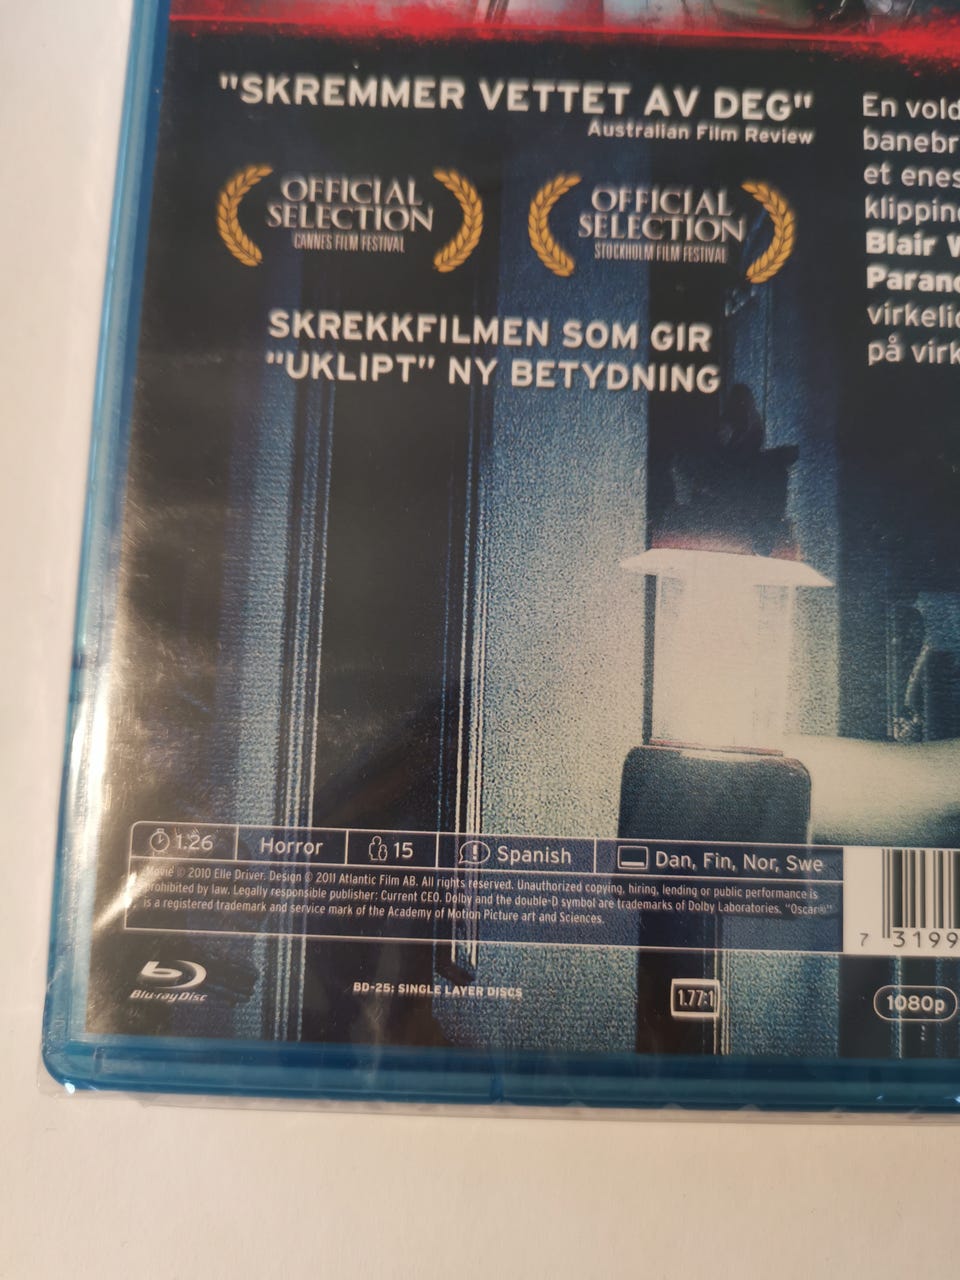 "SKREMMER VETTET AV DEG"
Australian Film Review
OFFICIAL
SELECTION
CANNES FILM FESTIVAL
OFFICIAL
SELECTION
STOCKHOLM FILM FESTIVAL
SKREKKFILMEN SOM GIR
"UKLIPT" NY BETYDNING
En vold
banebr
et enes
klippin
Blair W
Parano
virkelig
på virk
1.26
Horror
15
Spanish
Dan, Fin, Nor, Swe
Movie © 2010 Elle Driver. Design © 2011 Atlantic Film AB. All rights reserved. Unauthorized copying, hiring, lending or public performance is
prohibited by law. Legally responsible publisher: Current CEO. Dolby and the double-D symbol are trademarks of Dolby Laboratories. "Oscar®"
is a registered trademark and service mark of the Academy of Motion Picture art and Sciences.
7 3199
Blu-ray Disc
BD-25: SINGLE LAYER DISCS
1.77:1
1080p